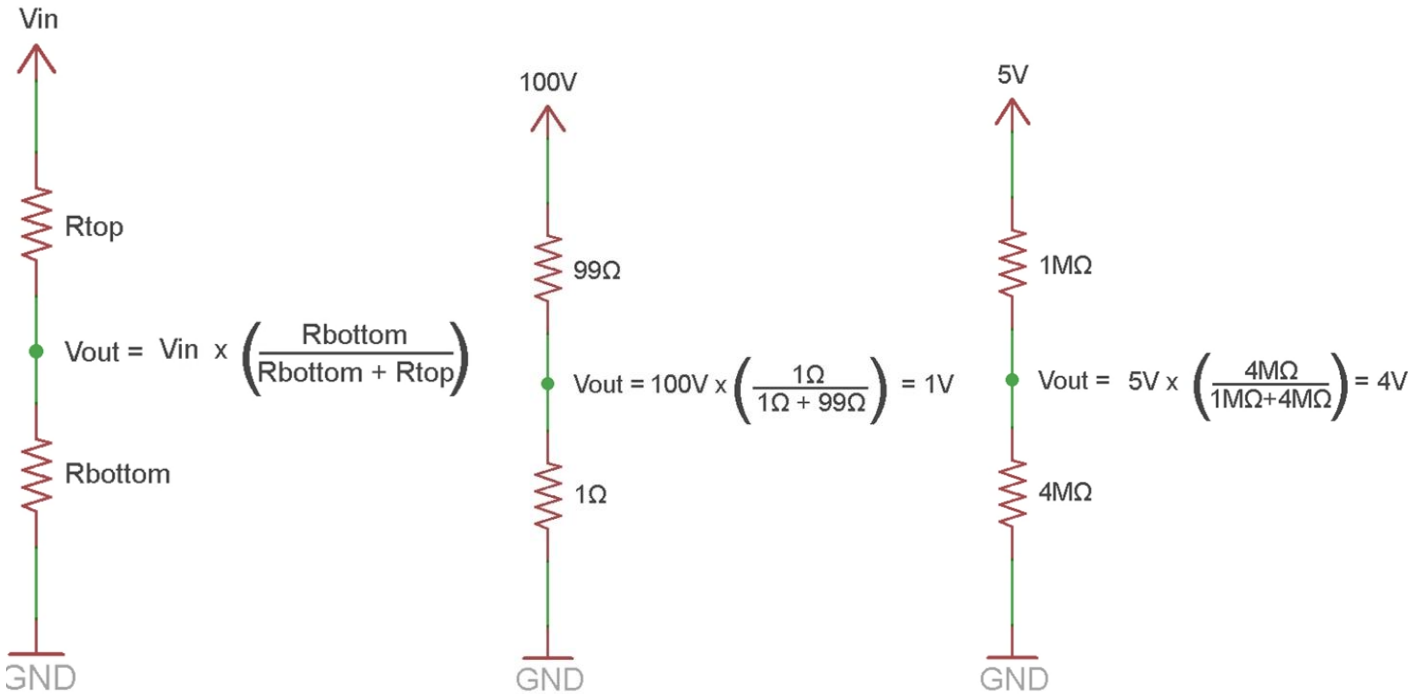 Vin
Rtop
Vout = Vin x (Rbottom / Rbottom + Rtop)
Rbottom
GND
100V
99Ω
Vout = 100V x (1Ω / 1Ω + 99Ω) = 1V
1Ω
GND
5V
1MΩ
Vout = 5V x (4MΩ / 1MΩ+4MΩ) = 4V
4MΩ
GND